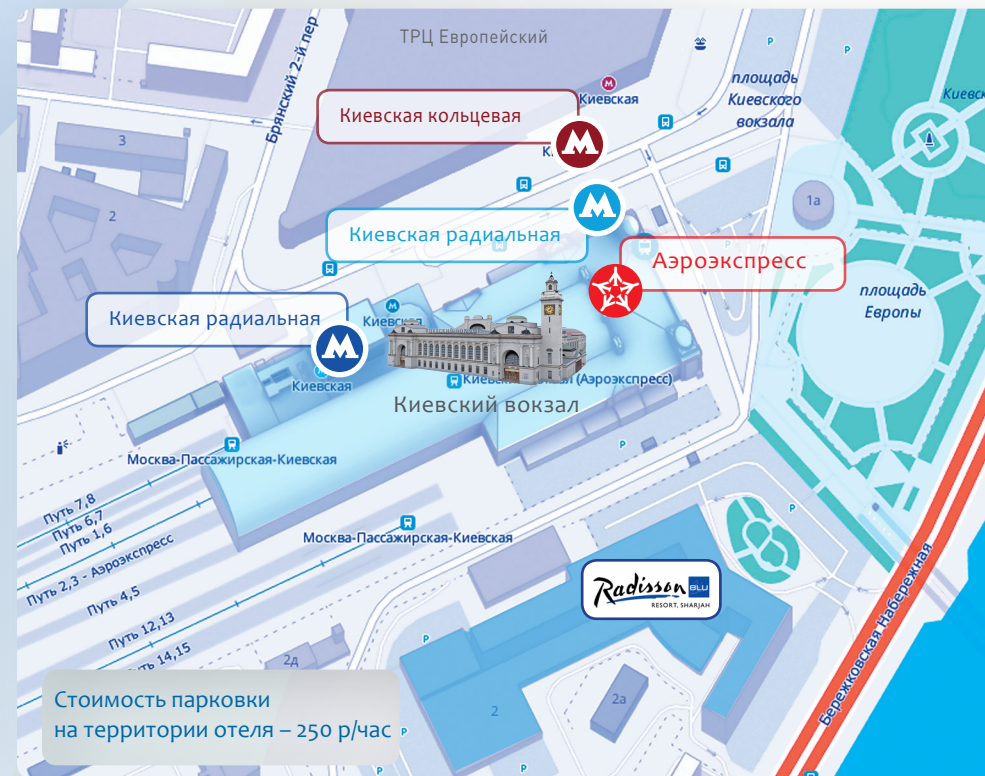 ТРЦ Европейский
Брянский 2-й пер
P
P
площадь
Киевского
вокзала
M
Киевская
Киевская кольцевая
3
2
1а
Киевская радиальная
Аэроэкспресс
P
площадь
Европы
Киевская радиальная
M
Киевская
(Аэроэкспресс)
Киевский вокзал
P
Москва-Пассажирская-Киевская
Путь 7,8
Путь 6,7
Путь 1,6
Путь 2,3 - Аэроэкспресс
Путь 4,5
Путь 12,13
14,15
Москва-Пассажирская-Киевская
P
Radisson BLU
RESORT, SHARJAH
Бережковская Набережная
P
2д
2
2а
Стоимость парковки
на территории отеля – 250 р/час
P
P
P